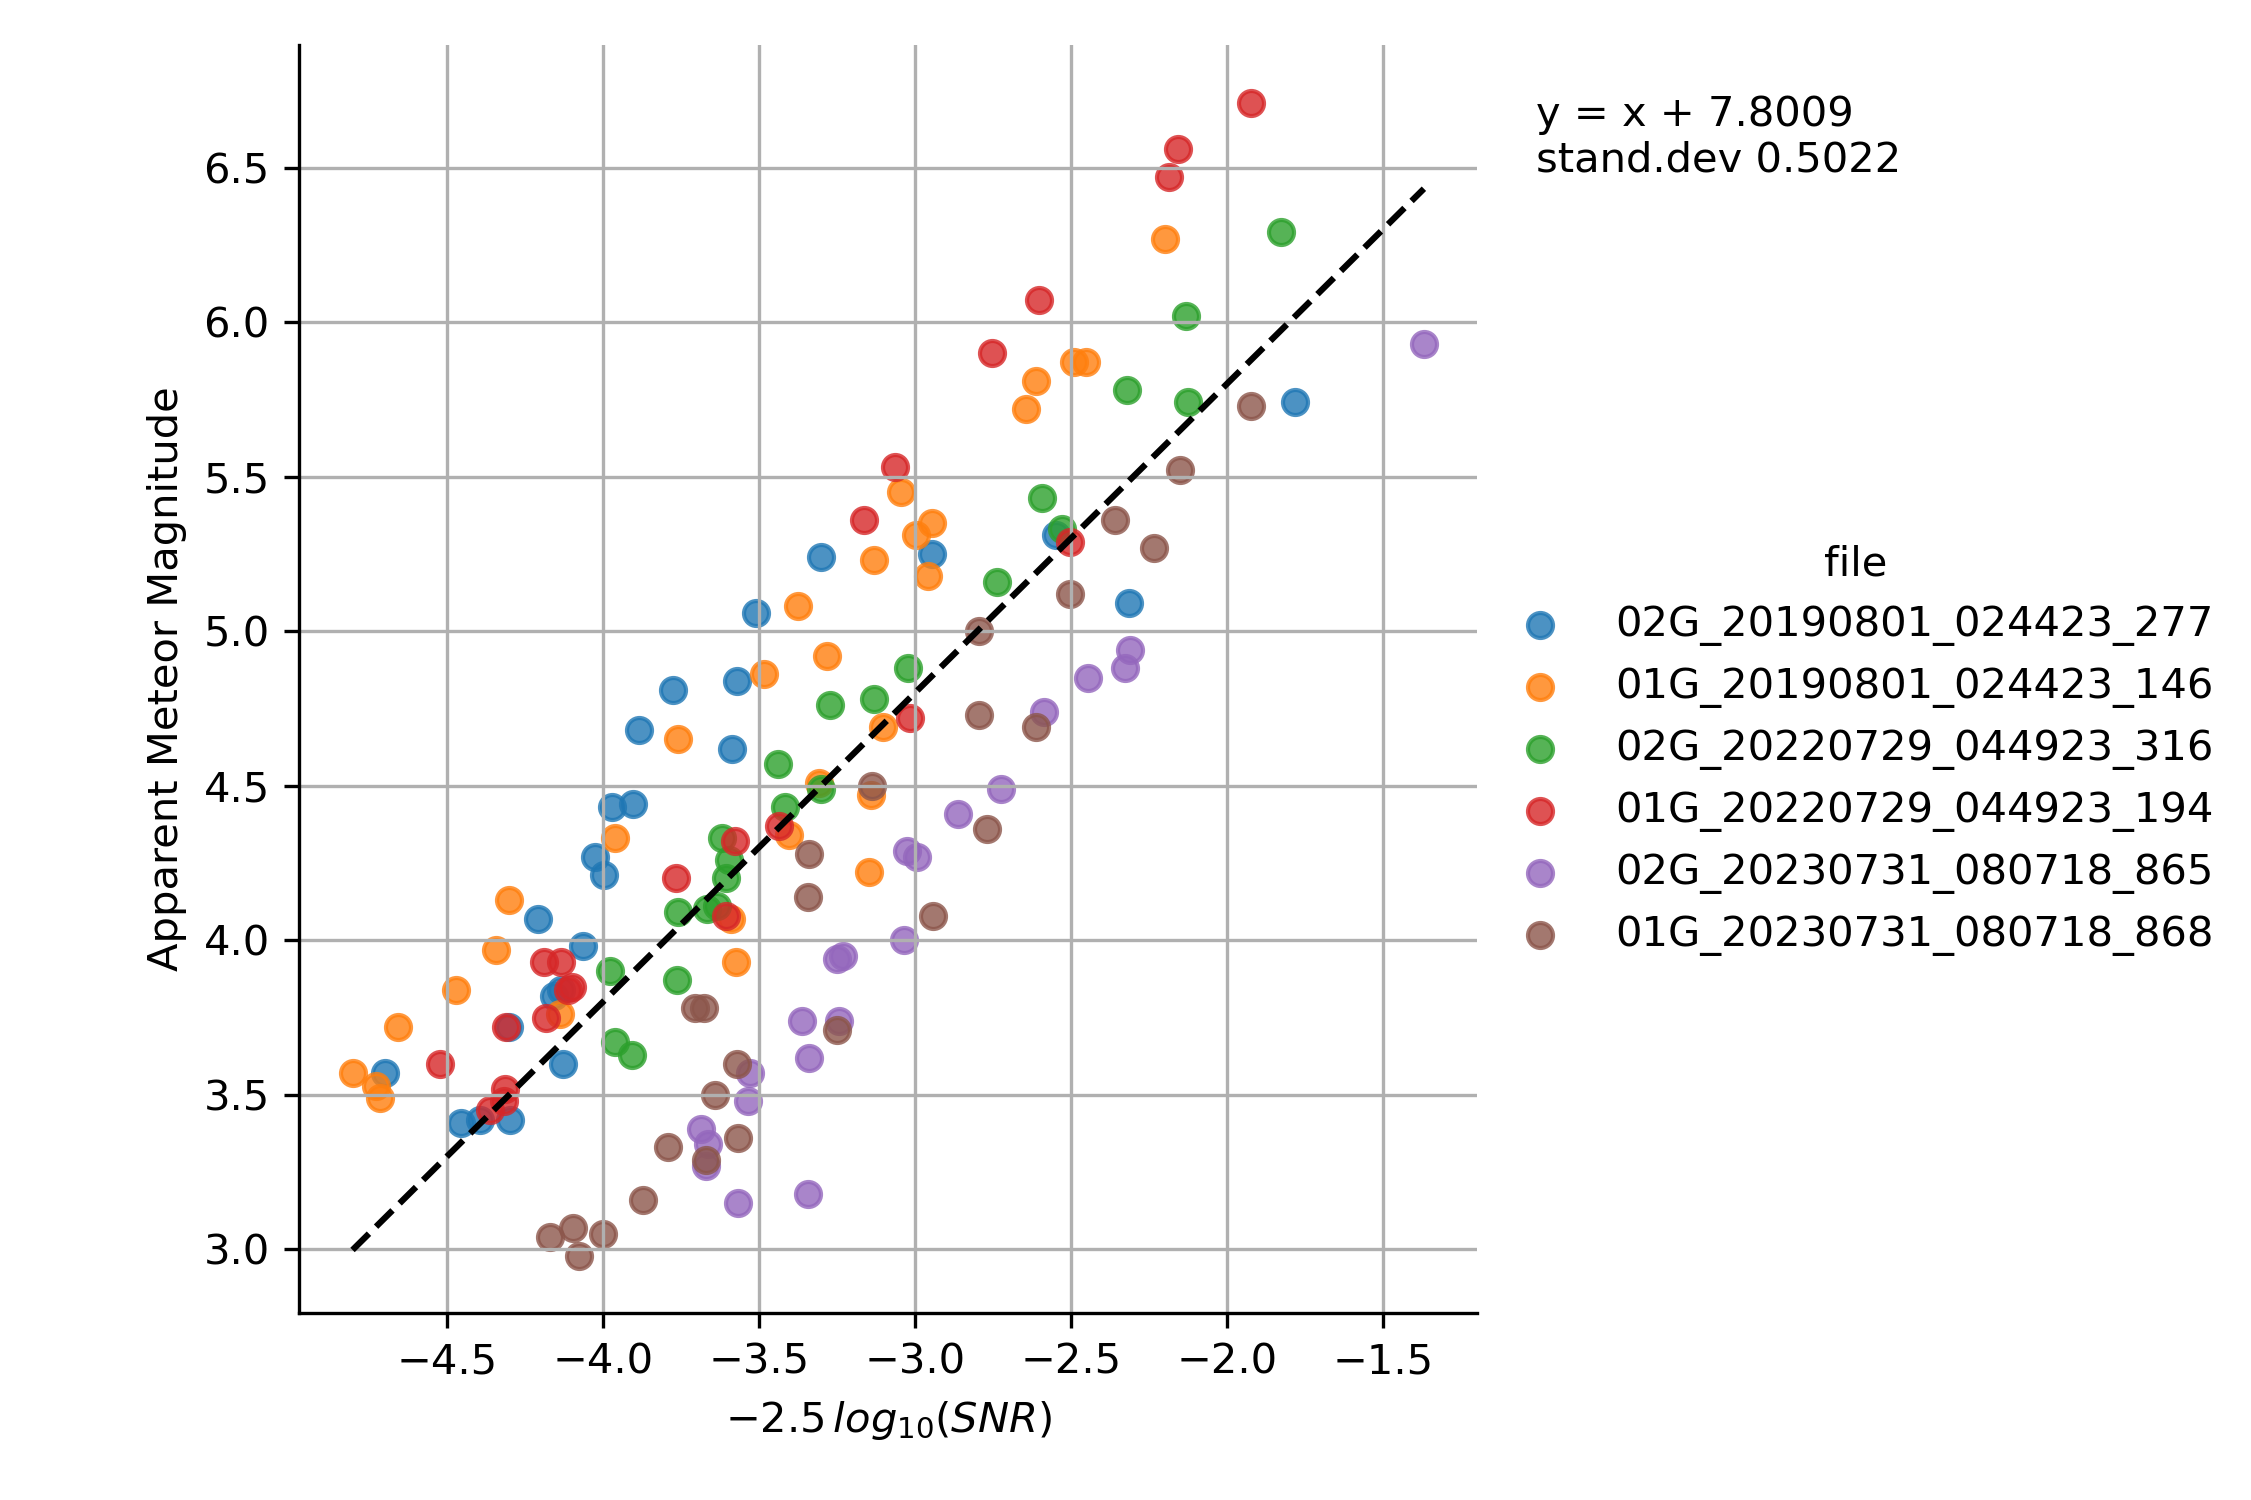 y = x + 7.8009
stand.dev 0.5022
Apparent Meteor Magnitude
6.5
6.0
5.5
5.0
4.5
4.0
3.5
3.0
−4.5 −4.0 −3.5 −3.0 −2.5 −2.0 −1.5
−2.5 log₁₀(SNR)
file
02G_20190801_024423_277
01G_20190801_024423_146
02G_20220729_044923_316
01G_20220729_044923_194
02G_20230731_080718_865
01G_20230731_080718_868